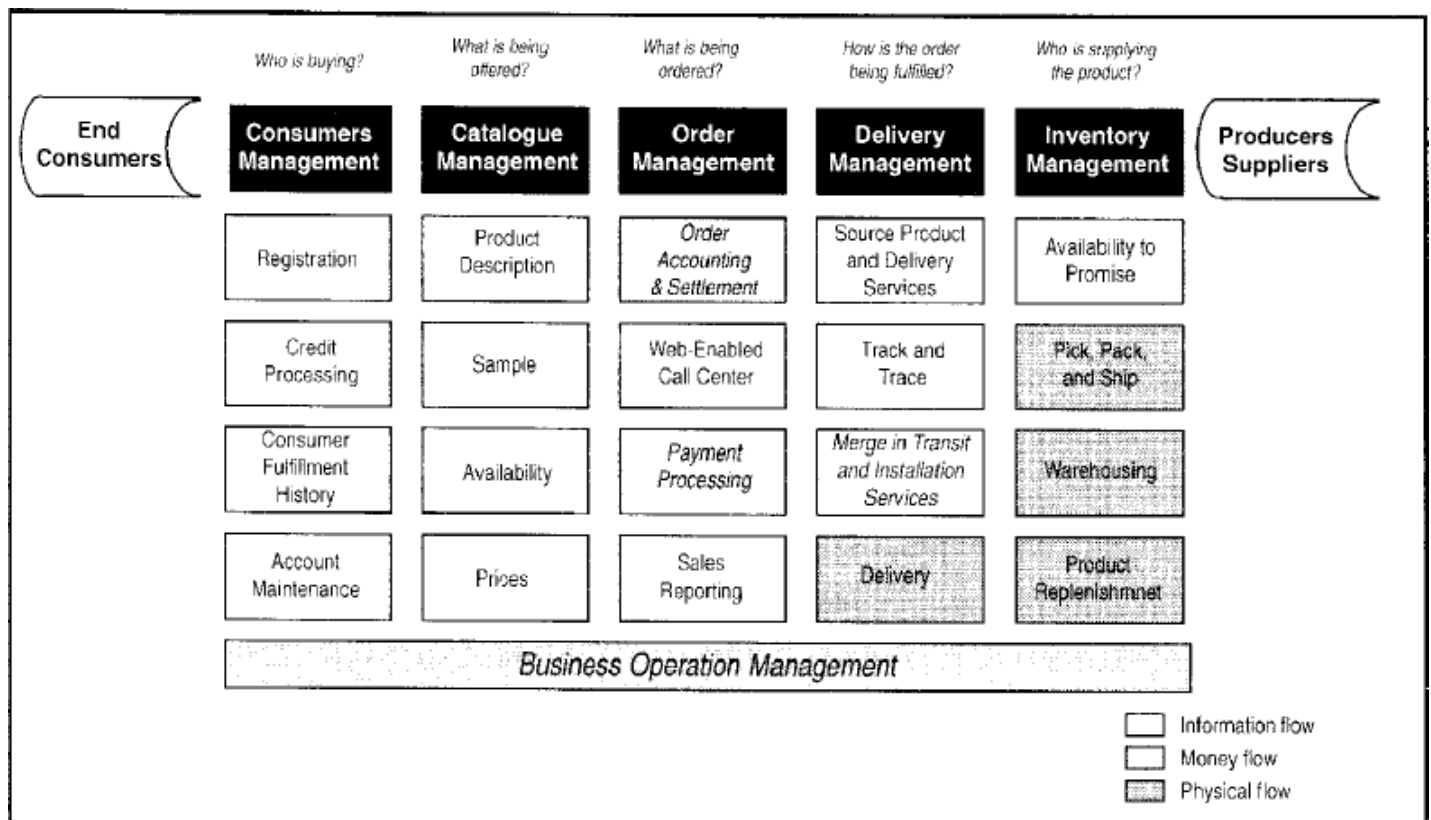 Who is buying?
What is being
offered?
What is being
ordered?
How is the order
being fulfilled?
Who is supplying
the product?
End
Consumers
Consumers
Management
Catalogue
Management
Order
Management
Delivery
Management
Inventory
Management
Producers
Suppliers
Registration
Product
Description
Order
Accounting
& Settlement
Source Product
and Delivery
Services
Availability to
Promise
Credit
Processing
Sample
Web-Enabled
Call Center
Track and
Trace
Pick, Pack,
and Ship
Consumer
Fulfillment
History
Availability
Payment
Processing
Merge in Transit
and Installation
Services
Warehousing
Account
Maintenance
Prices
Sales
Reporting
Delivery
Product
Replenishmnet
Business Operation Management
Information flow
Money flow
Physical flow